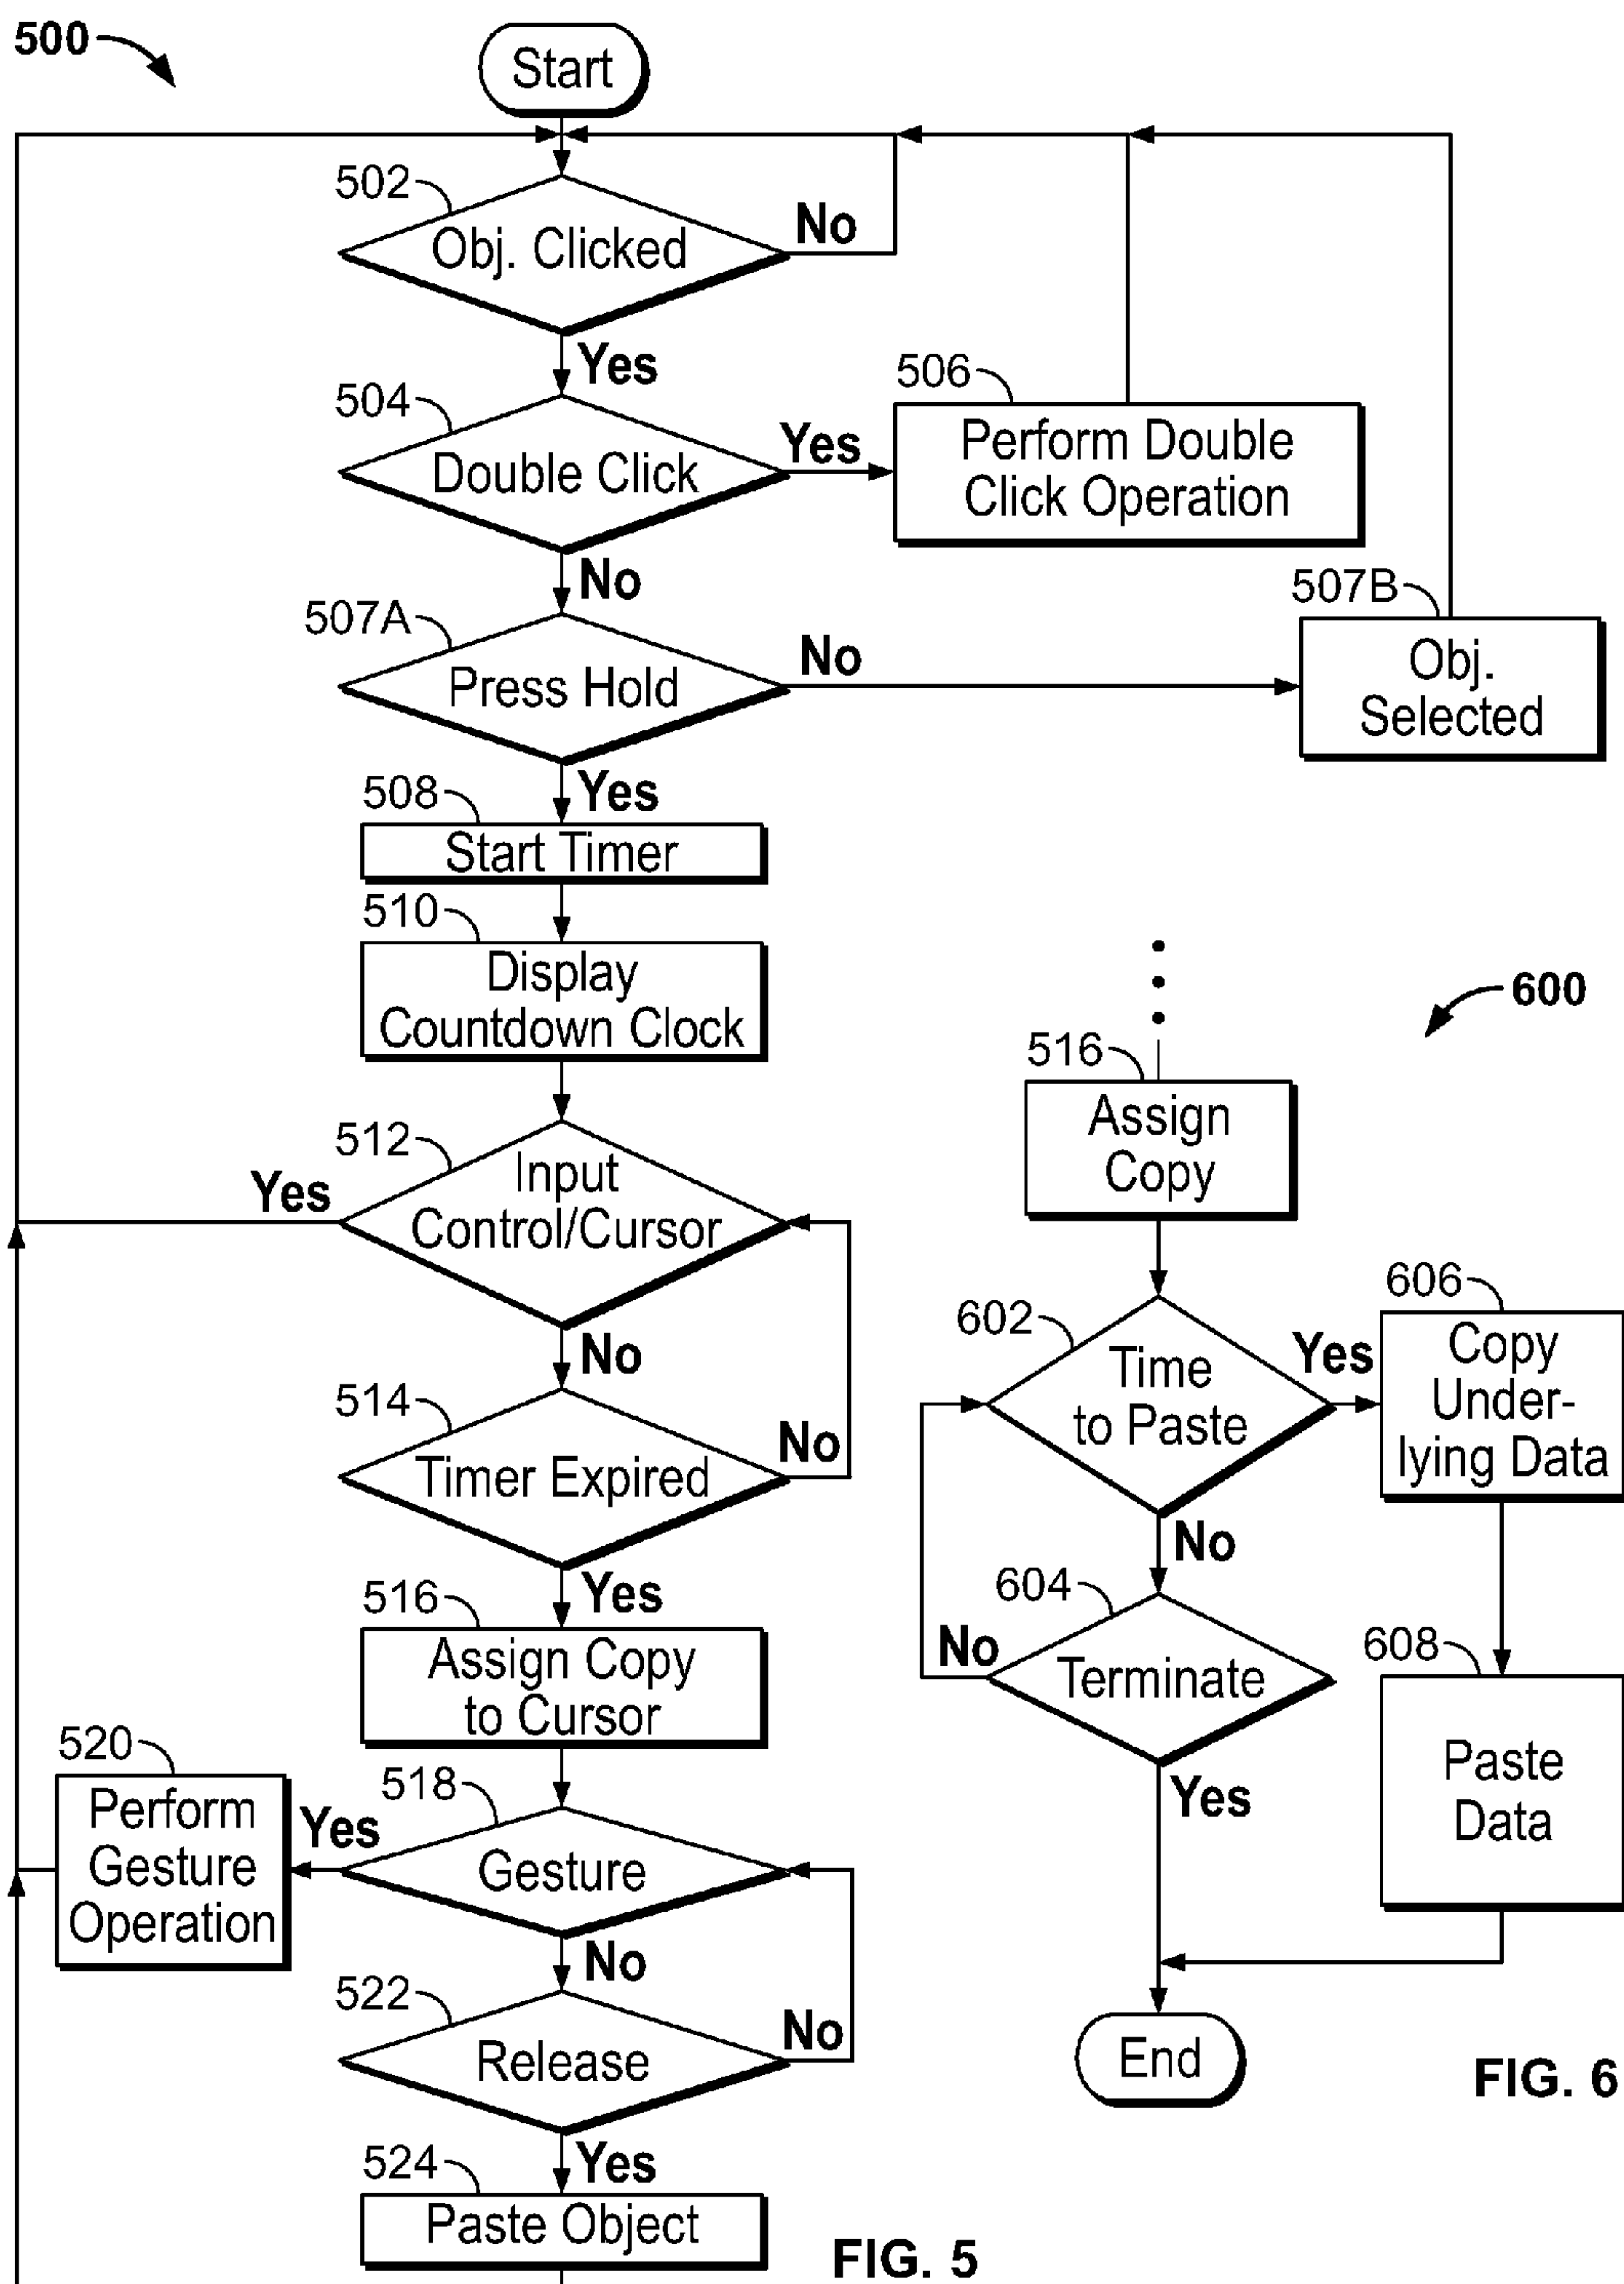 500
Start
502
Obj. Clicked
No
Yes
504
Double Click
Yes
506
Perform Double
Click Operation
No
507A
Press Hold
No
507B
Obj.
Selected
Yes
508
Start Timer
510
Display
Countdown Clock
512
Input
Control/Cursor
Yes
No
514
Timer Expired
No
Yes
516
Assign Copy
to Cursor
518
Gesture
Yes
520
Perform
Gesture
Operation
No
522
Release
No
Yes
524
Paste Object
FIG. 5
600
516
Assign
Copy
602
Time
to Paste
Yes
606
Copy
Under-
lying Data
No
604
Terminate
No
608
Paste
Data
Yes
End
FIG. 6